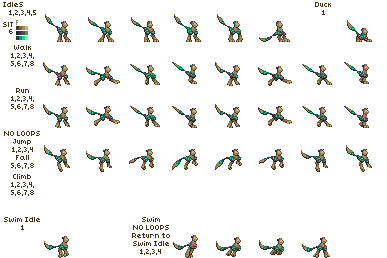 IdleS
1,2,3,4,5
Duck
1
SIT F
6
Walk
1,2,3,4
5,6,7,8
Run
1,2,3,4
5,6,7,8
NO LOOPS
Jump
1,2,3,4
Fall
5,6,7,8
Climb
1,2,3,4,
5,6,7,8
Swim Idle
1
Swim
NO LOOPS
Return to
Swim Idle
1,2,3,4